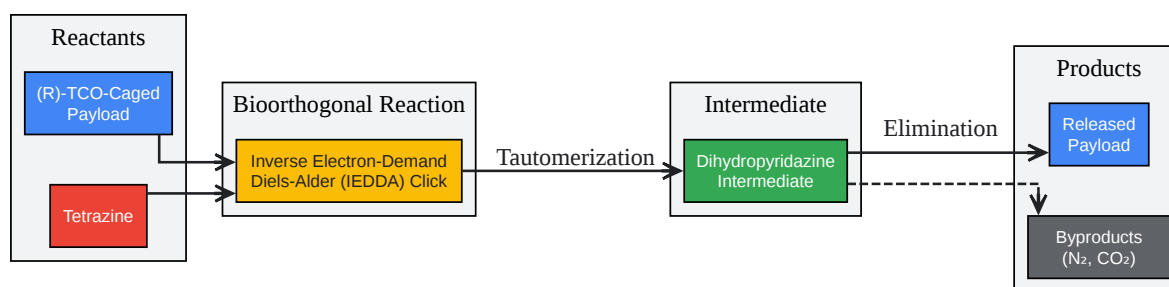 Reactants
(R)-TCO-Caged
Payload
Tetrazine
Bioorthogonal Reaction
Inverse Electron-Demand
Diels-Alder (IEDDA) Click
Tautomerization
Intermediate
Dihydropyridazine
Intermediate
Elimination
Products
Released
Payload
Byproducts
(N₂, CO₂)